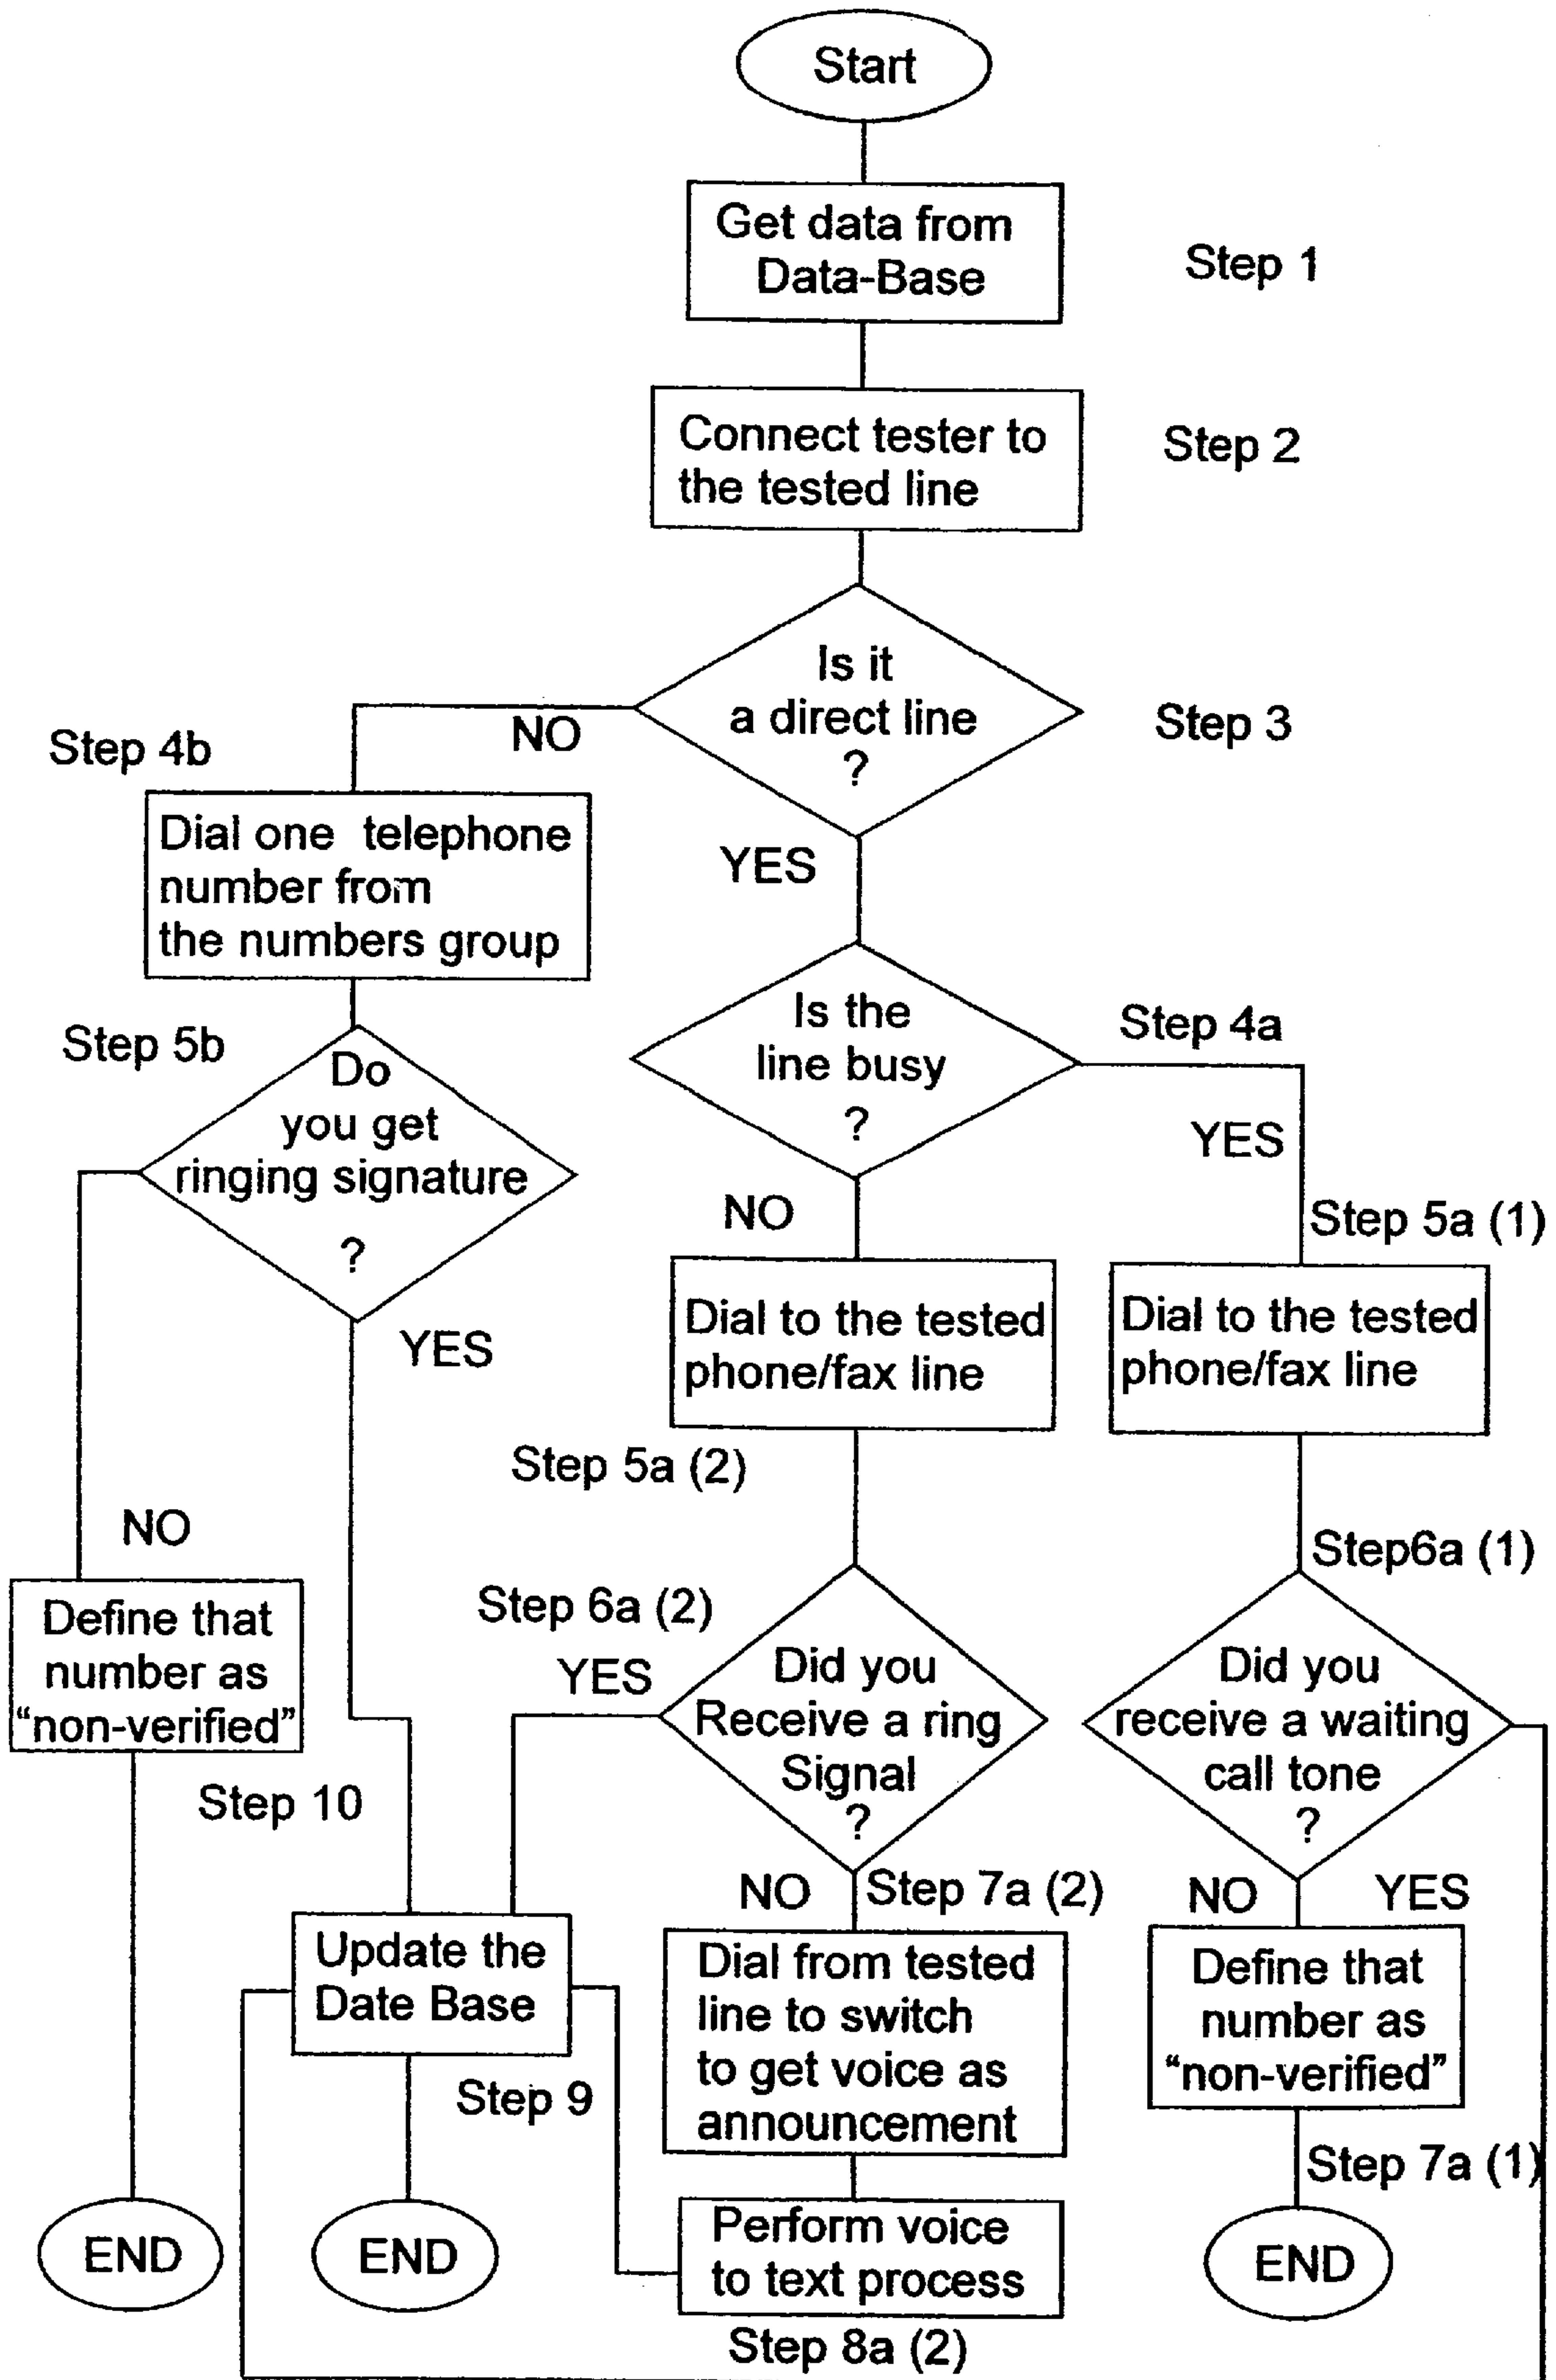 Start
Get data from
Data-Base
Step 1
Connect tester to
the tested line
Step 2
Is it
a direct line
?
Step 3
NO
Step 4b
Dial one telephone
number from
the numbers group
YES
Is the
line busy
?
Step 4a
YES
Step 5b
Do
you get
ringing signature
?
NO
Step 5a (1)
Dial to the tested
phone/fax line
Dial to the tested
phone/fax line
YES
Step 5a (2)
NO
Step6a (1)
Define that
number as
“non-verified”
Step 6a (2)
YES
Did you
Receive a ring
Signal
?
Did you
receive a waiting
call tone
?
Step 10
NO
Step 7a (2)
NO
YES
Update the
Date Base
Dial from tested
line to switch
to get voice as
announcement
Define that
number as
“non-verified”
Step 9
Step 7a (1)
END
END
Perform voice
to text process
END
Step 8a (2)